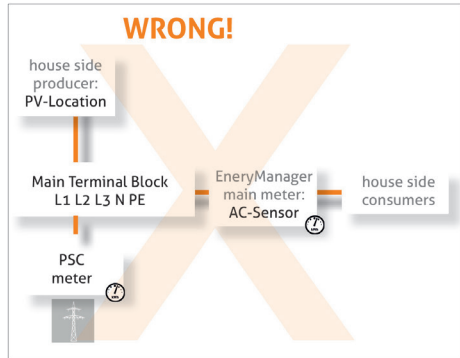 WRONG!
house side
producer:
PV-Location
Main Terminal Block
L1 L2 L3 N PE
EneryManager
main meter:
AC-Sensor
house side
consumers
PSC
meter